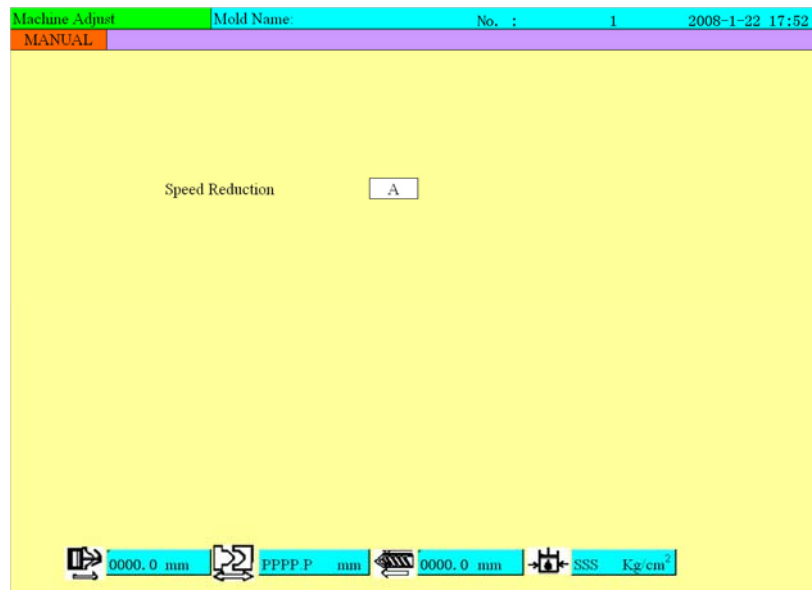 Machine Adjust Mold Name: No. : 1 2008-1-22 17:52
MANUAL
Speed Reduction A
0000.0 mm PPPP.P mm 0000.0 mm SSS Kg/cm²